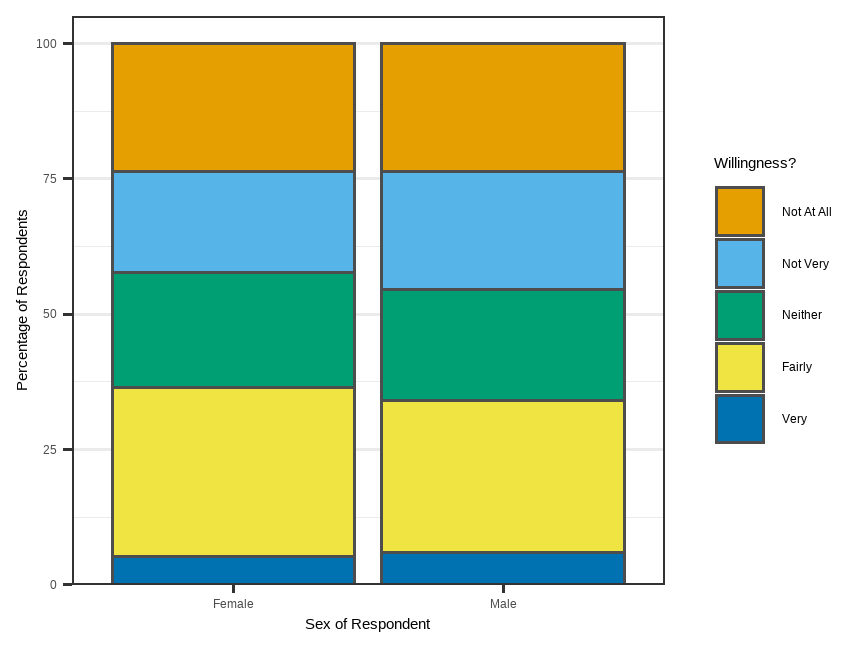 100
75
50
25
0
Percentage of Respondents
Female
Male
Sex of Respondent
Willingness?
Not At All
Not Very
Neither
Fairly
Very